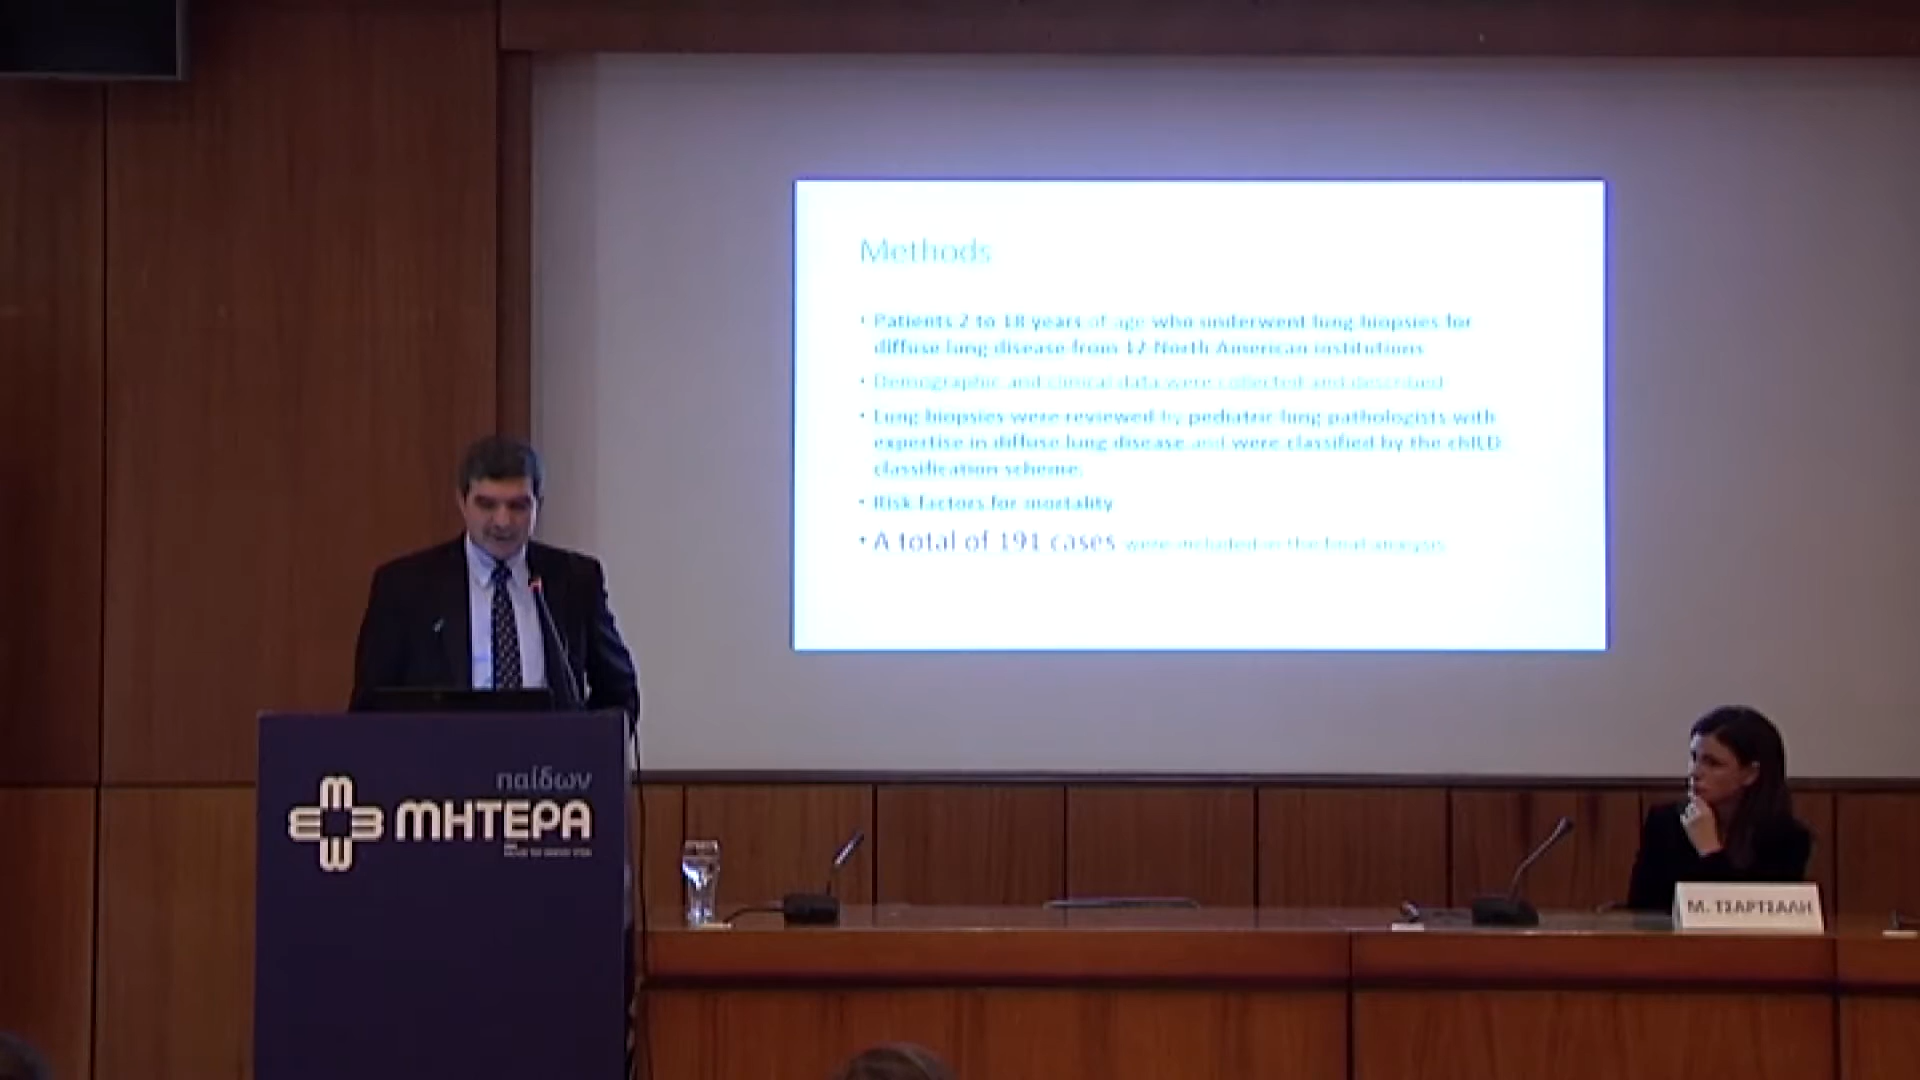 Methods
• Patients 2 to 18 years of age who underwent lung biopsies for
diffuse lung disease from 12 North American institutions
• Demographic and clinical data were collected and described
• Lung biopsies were reviewed by pediatric lung pathologists with
expertise in diffuse lung disease and were classified by the chILD
classification scheme.
• Risk factors for mortality
• A total of 191 cases were included in the final analysis
παίδων
ΜΗΤΕΡΑ
Μ. ΤΣΑΡΤΣΑΛΗ